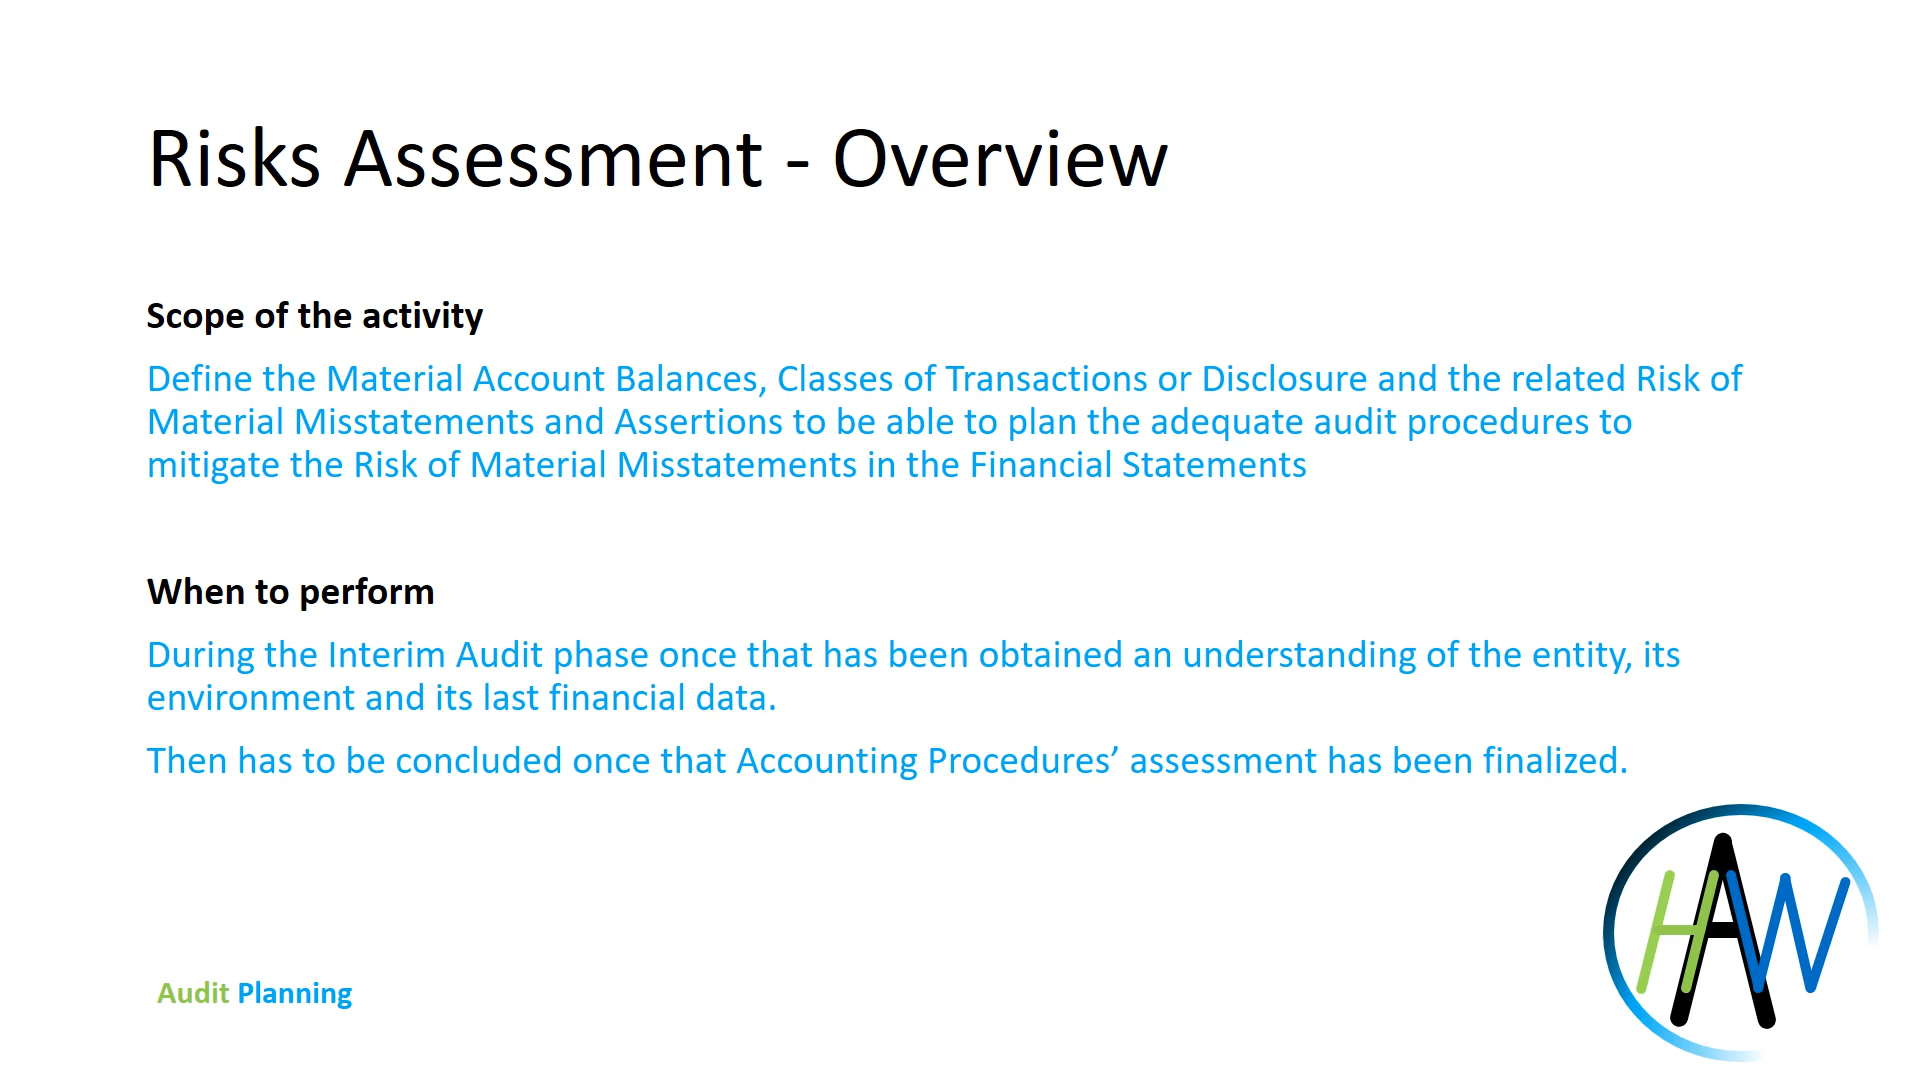 Risks Assessment - Overview
Scope of the activity
Define the Material Account Balances, Classes of Transactions or Disclosure and the related Risk of
Material Misstatements and Assertions to be able to plan the adequate audit procedures to
mitigate the Risk of Material Misstatements in the Financial Statements
When to perform
During the Interim Audit phase once that has been obtained an understanding of the entity, its
environment and its last financial data.
Then has to be concluded once that Accounting Procedures’ assessment has been finalized.
HAW
Audit Planning